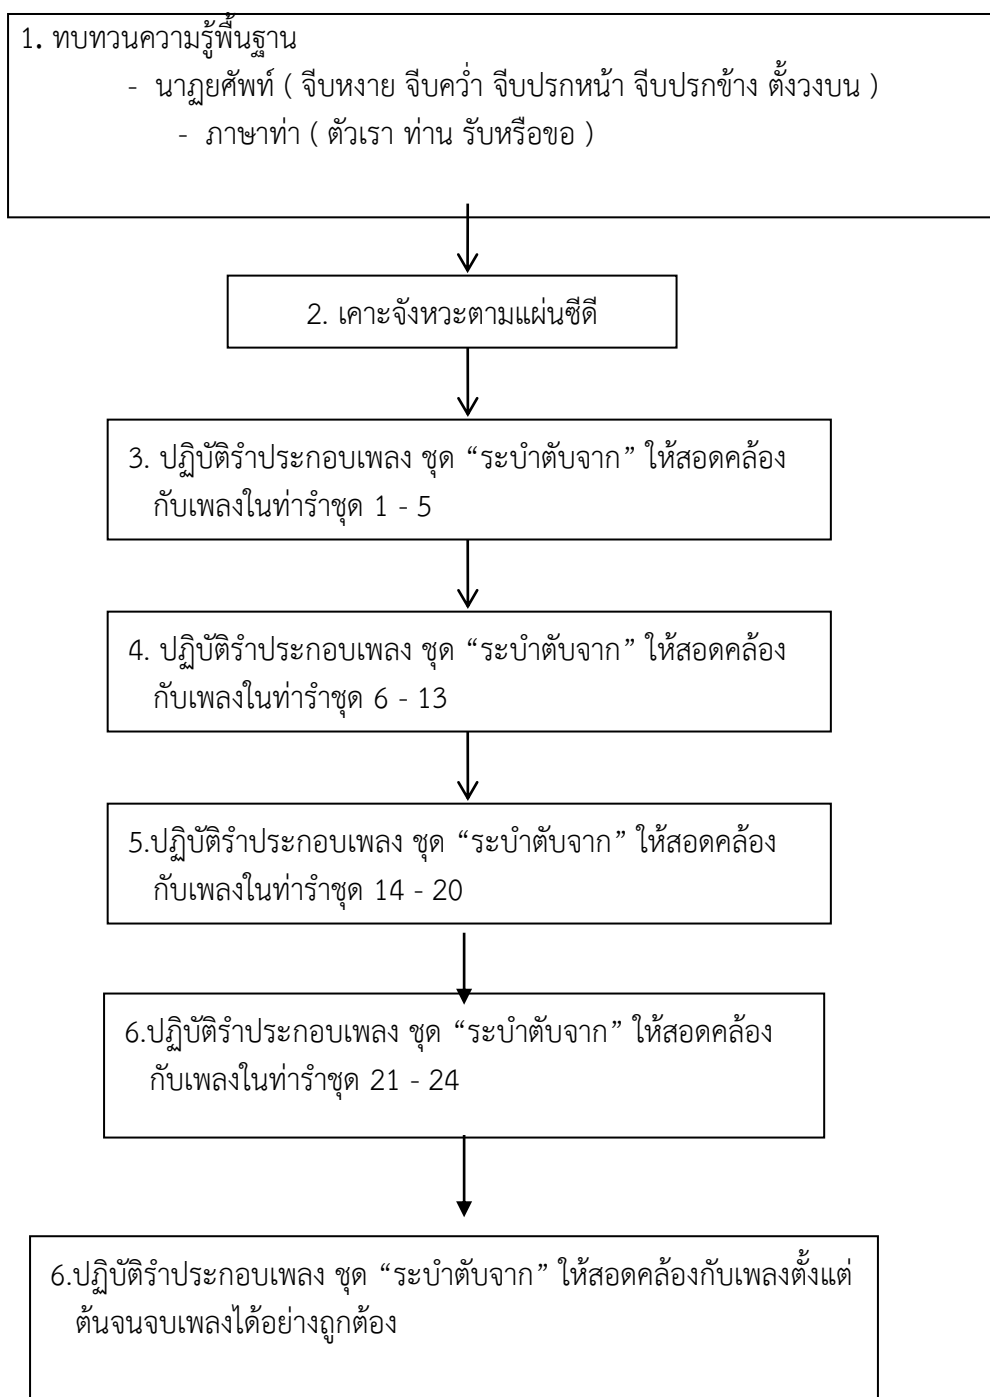 1. ทบทวนความรู้พื้นฐาน
- นาฏยศัพท์ ( จีบหงาย จีบคว่ำ จีบปรกหน้า จีบปรกข้าง ตั้งวงบน )
- ภาษาท่า ( ตัวเรา ท่าน รับหรือขอ )
2. เคาะจังหวะตามแผ่นซีดี
3. ปฏิบัติรำประกอบเพลง ชุด “ระบำตับจาก” ให้สอดคล้อง
กับเพลงในท่ารำชุด 1 - 5
4. ปฏิบัติรำประกอบเพลง ชุด “ระบำตับจาก” ให้สอดคล้อง
กับเพลงในท่ารำชุด 6 - 13
5.ปฏิบัติรำประกอบเพลง ชุด “ระบำตับจาก” ให้สอดคล้อง
กับเพลงในท่ารำชุด 14 - 20
6.ปฏิบัติรำประกอบเพลง ชุด “ระบำตับจาก” ให้สอดคล้อง
กับเพลงในท่ารำชุด 21 - 24
6.ปฏิบัติรำประกอบเพลง ชุด “ระบำตับจาก” ให้สอดคล้องกับเพลงตั้งแต่
ต้นจนจบเพลงได้อย่างถูกต้อง